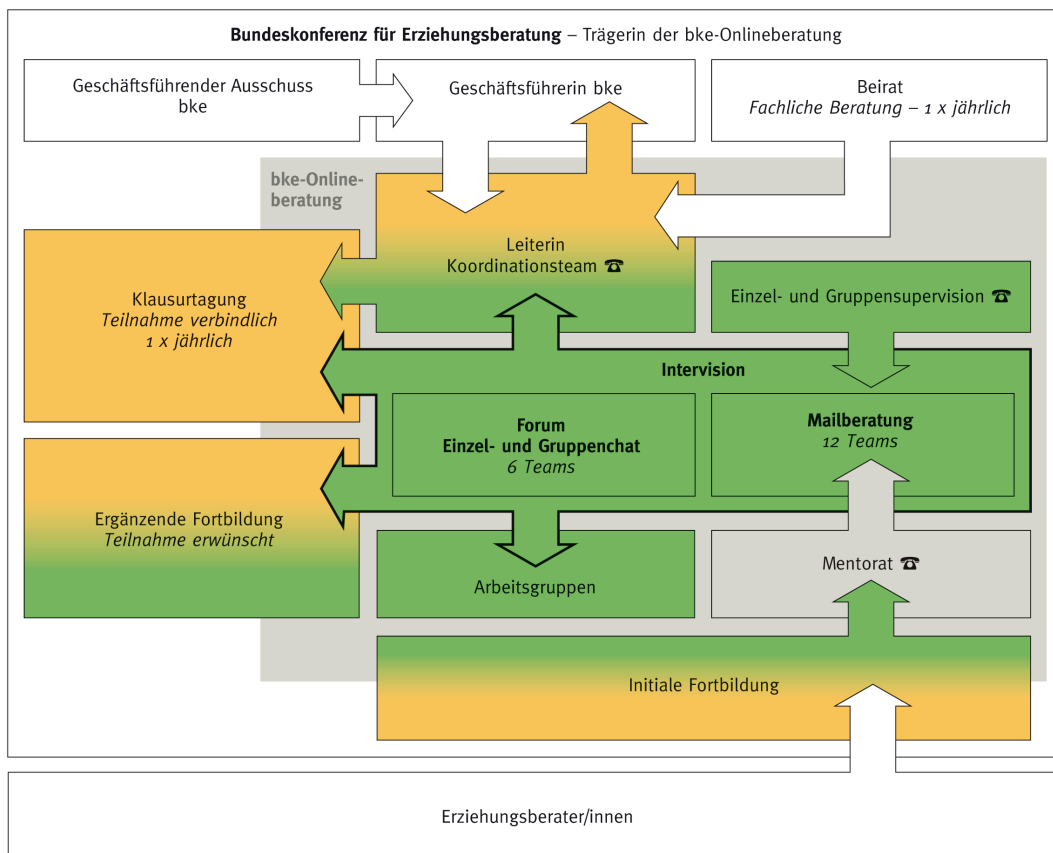 Bundeskonferenz für Erziehungsberatung – Trägerin der bke-Onlineberatung
Geschäftsführender Ausschuss
bke
Geschäftsführerin bke
Beirat
Fachliche Beratung – 1 x jährlich
bke-Online-
beratung
Leiterin
Koordinationsteam ☎
Klausurtagung
Teilnahme verbindlich
1 x jährlich
Einzel- und Gruppensupervision ☎
Intervision
Forum
Einzel- und Gruppenchat
6 Teams
Mailberatung
12 Teams
Ergänzende Fortbildung
Teilnahme erwünscht
Arbeitsgruppen
Mentorat ☎
Initiale Fortbildung
Erziehungsberater/innen